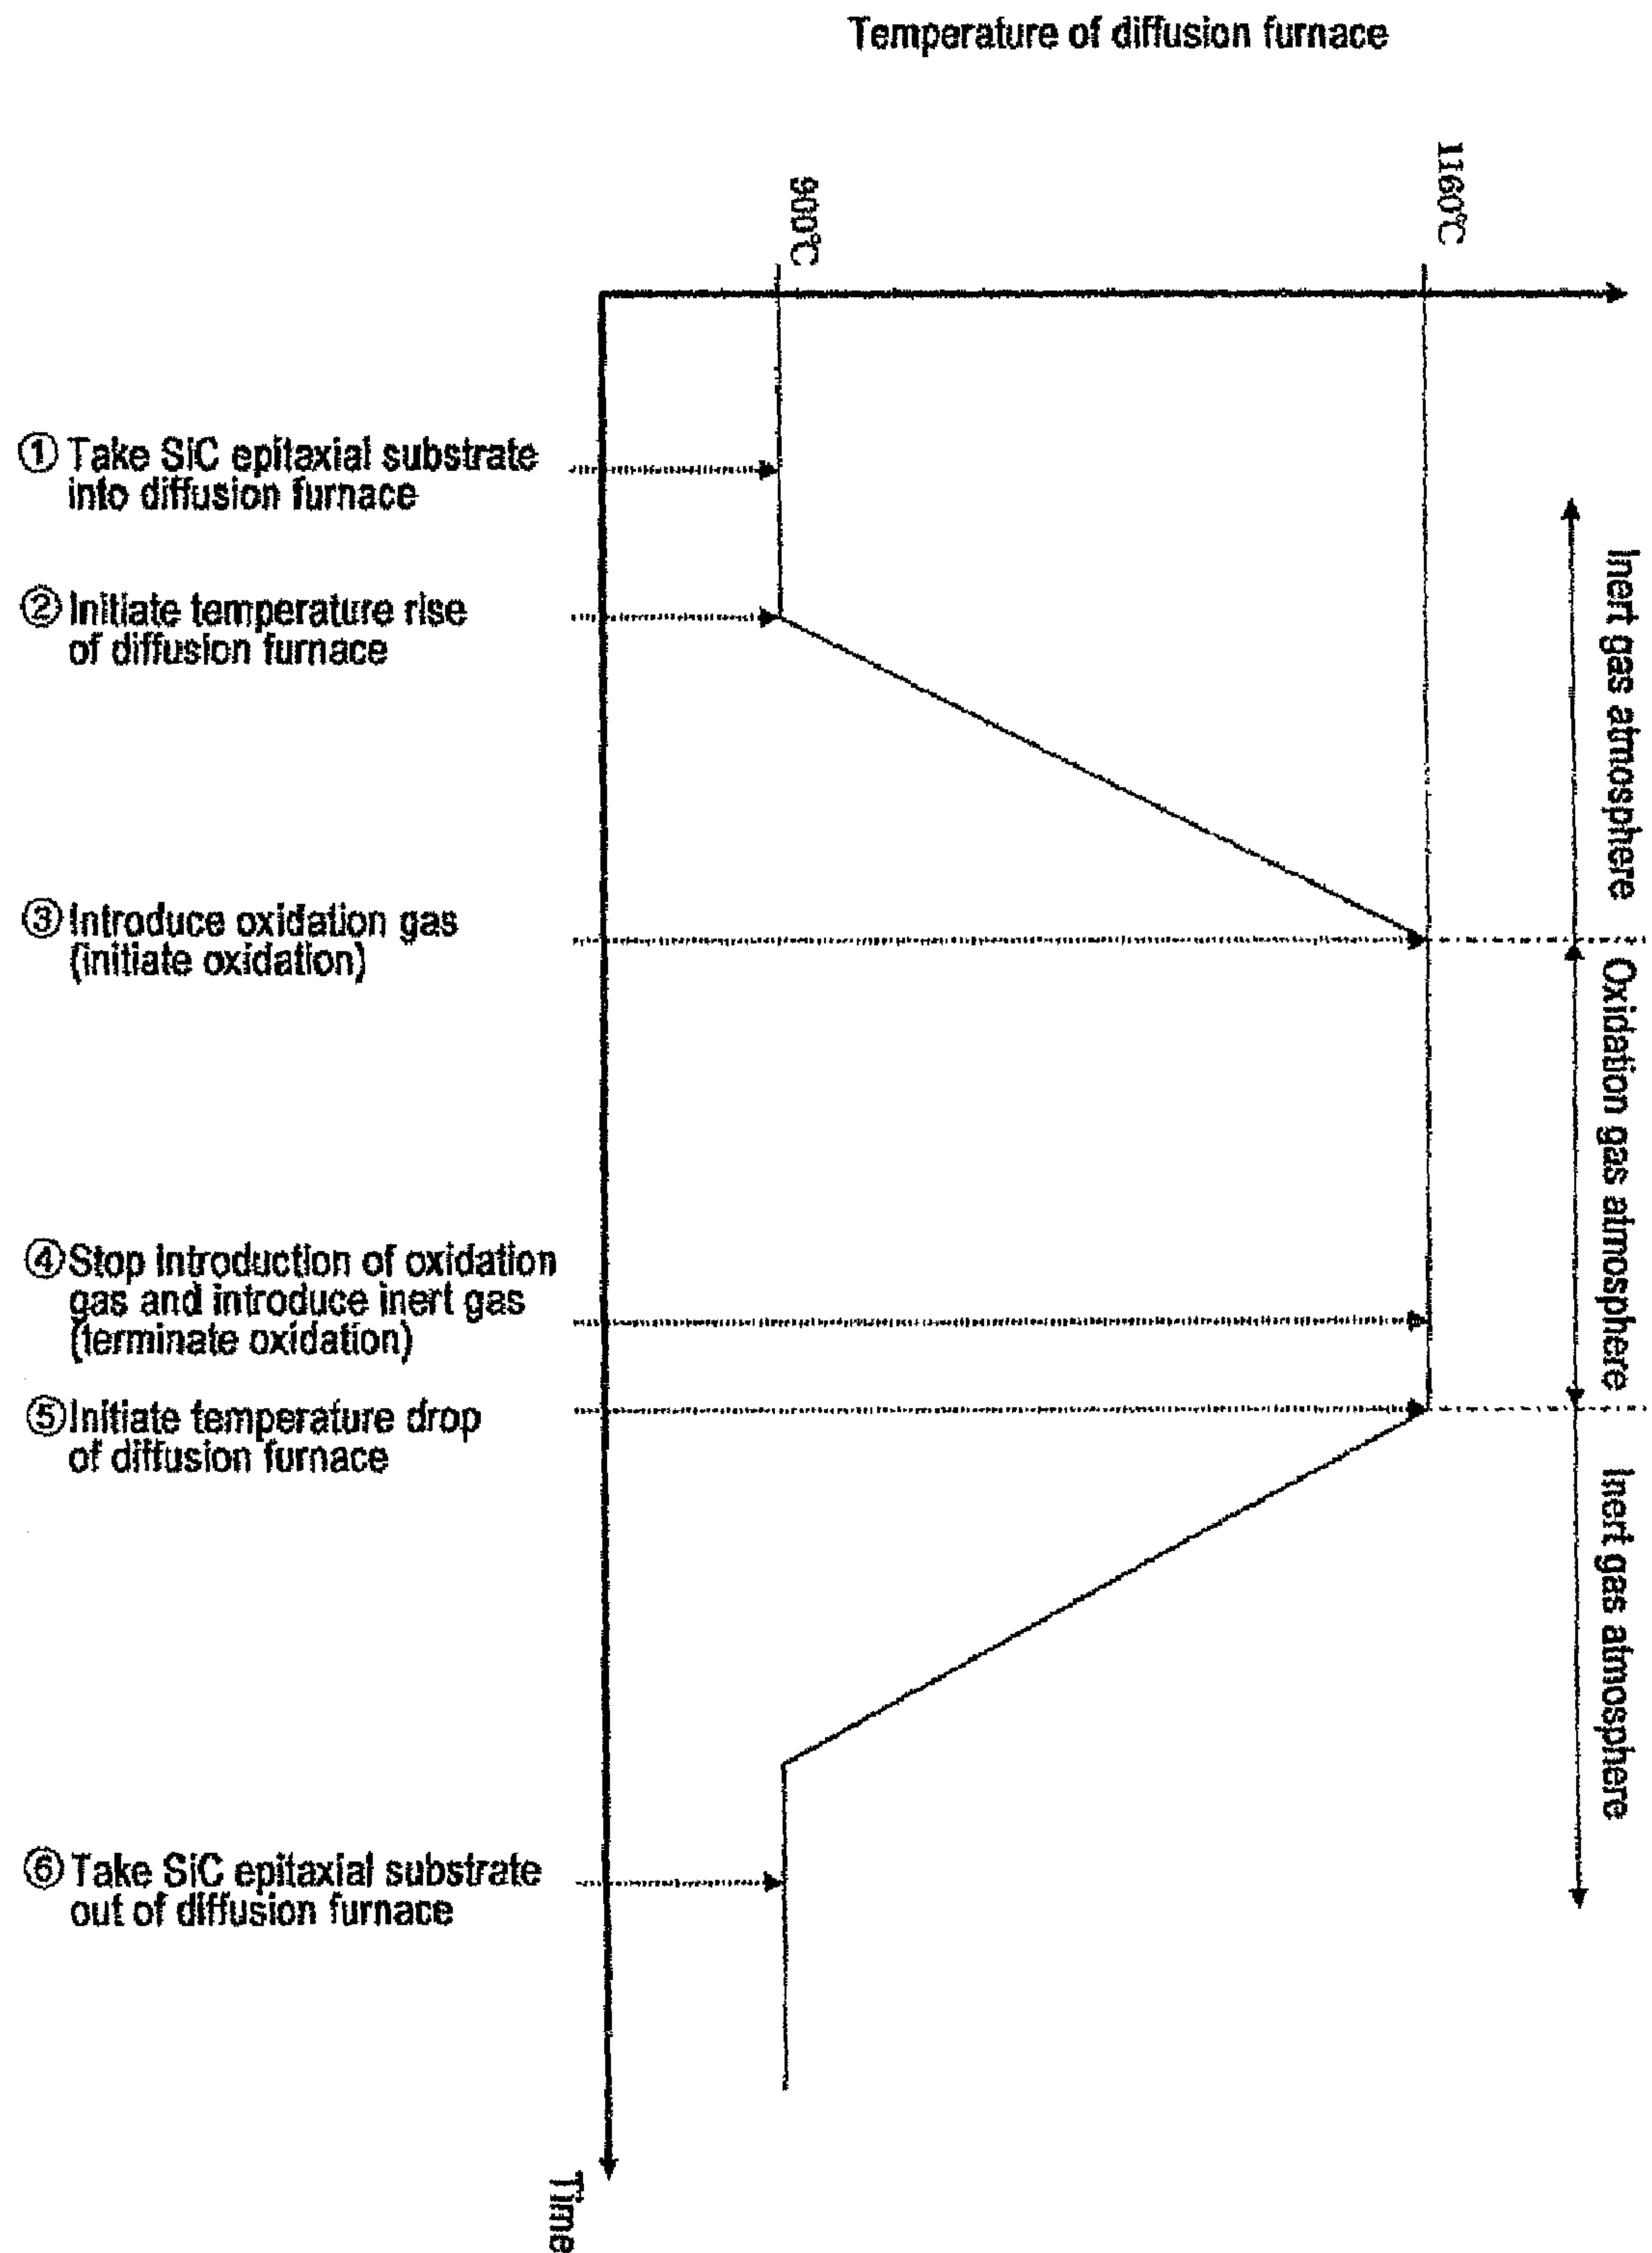 Temperature of diffusion furnace
1160℃
900℃
① Take SiC epitaxial substrate
into diffusion furnace
② Initiate temperature rise
of diffusion furnace
③ Introduce oxidation gas
(initiate oxidation)
④ Stop introduction of oxidation
gas and introduce inert gas
(terminate oxidation)
⑤ Initiate temperature drop
of diffusion furnace
⑥ Take SiC epitaxial substrate
out of diffusion furnace
Inert gas atmosphere
Oxidation gas atmosphere
Inert gas atmosphere
Time